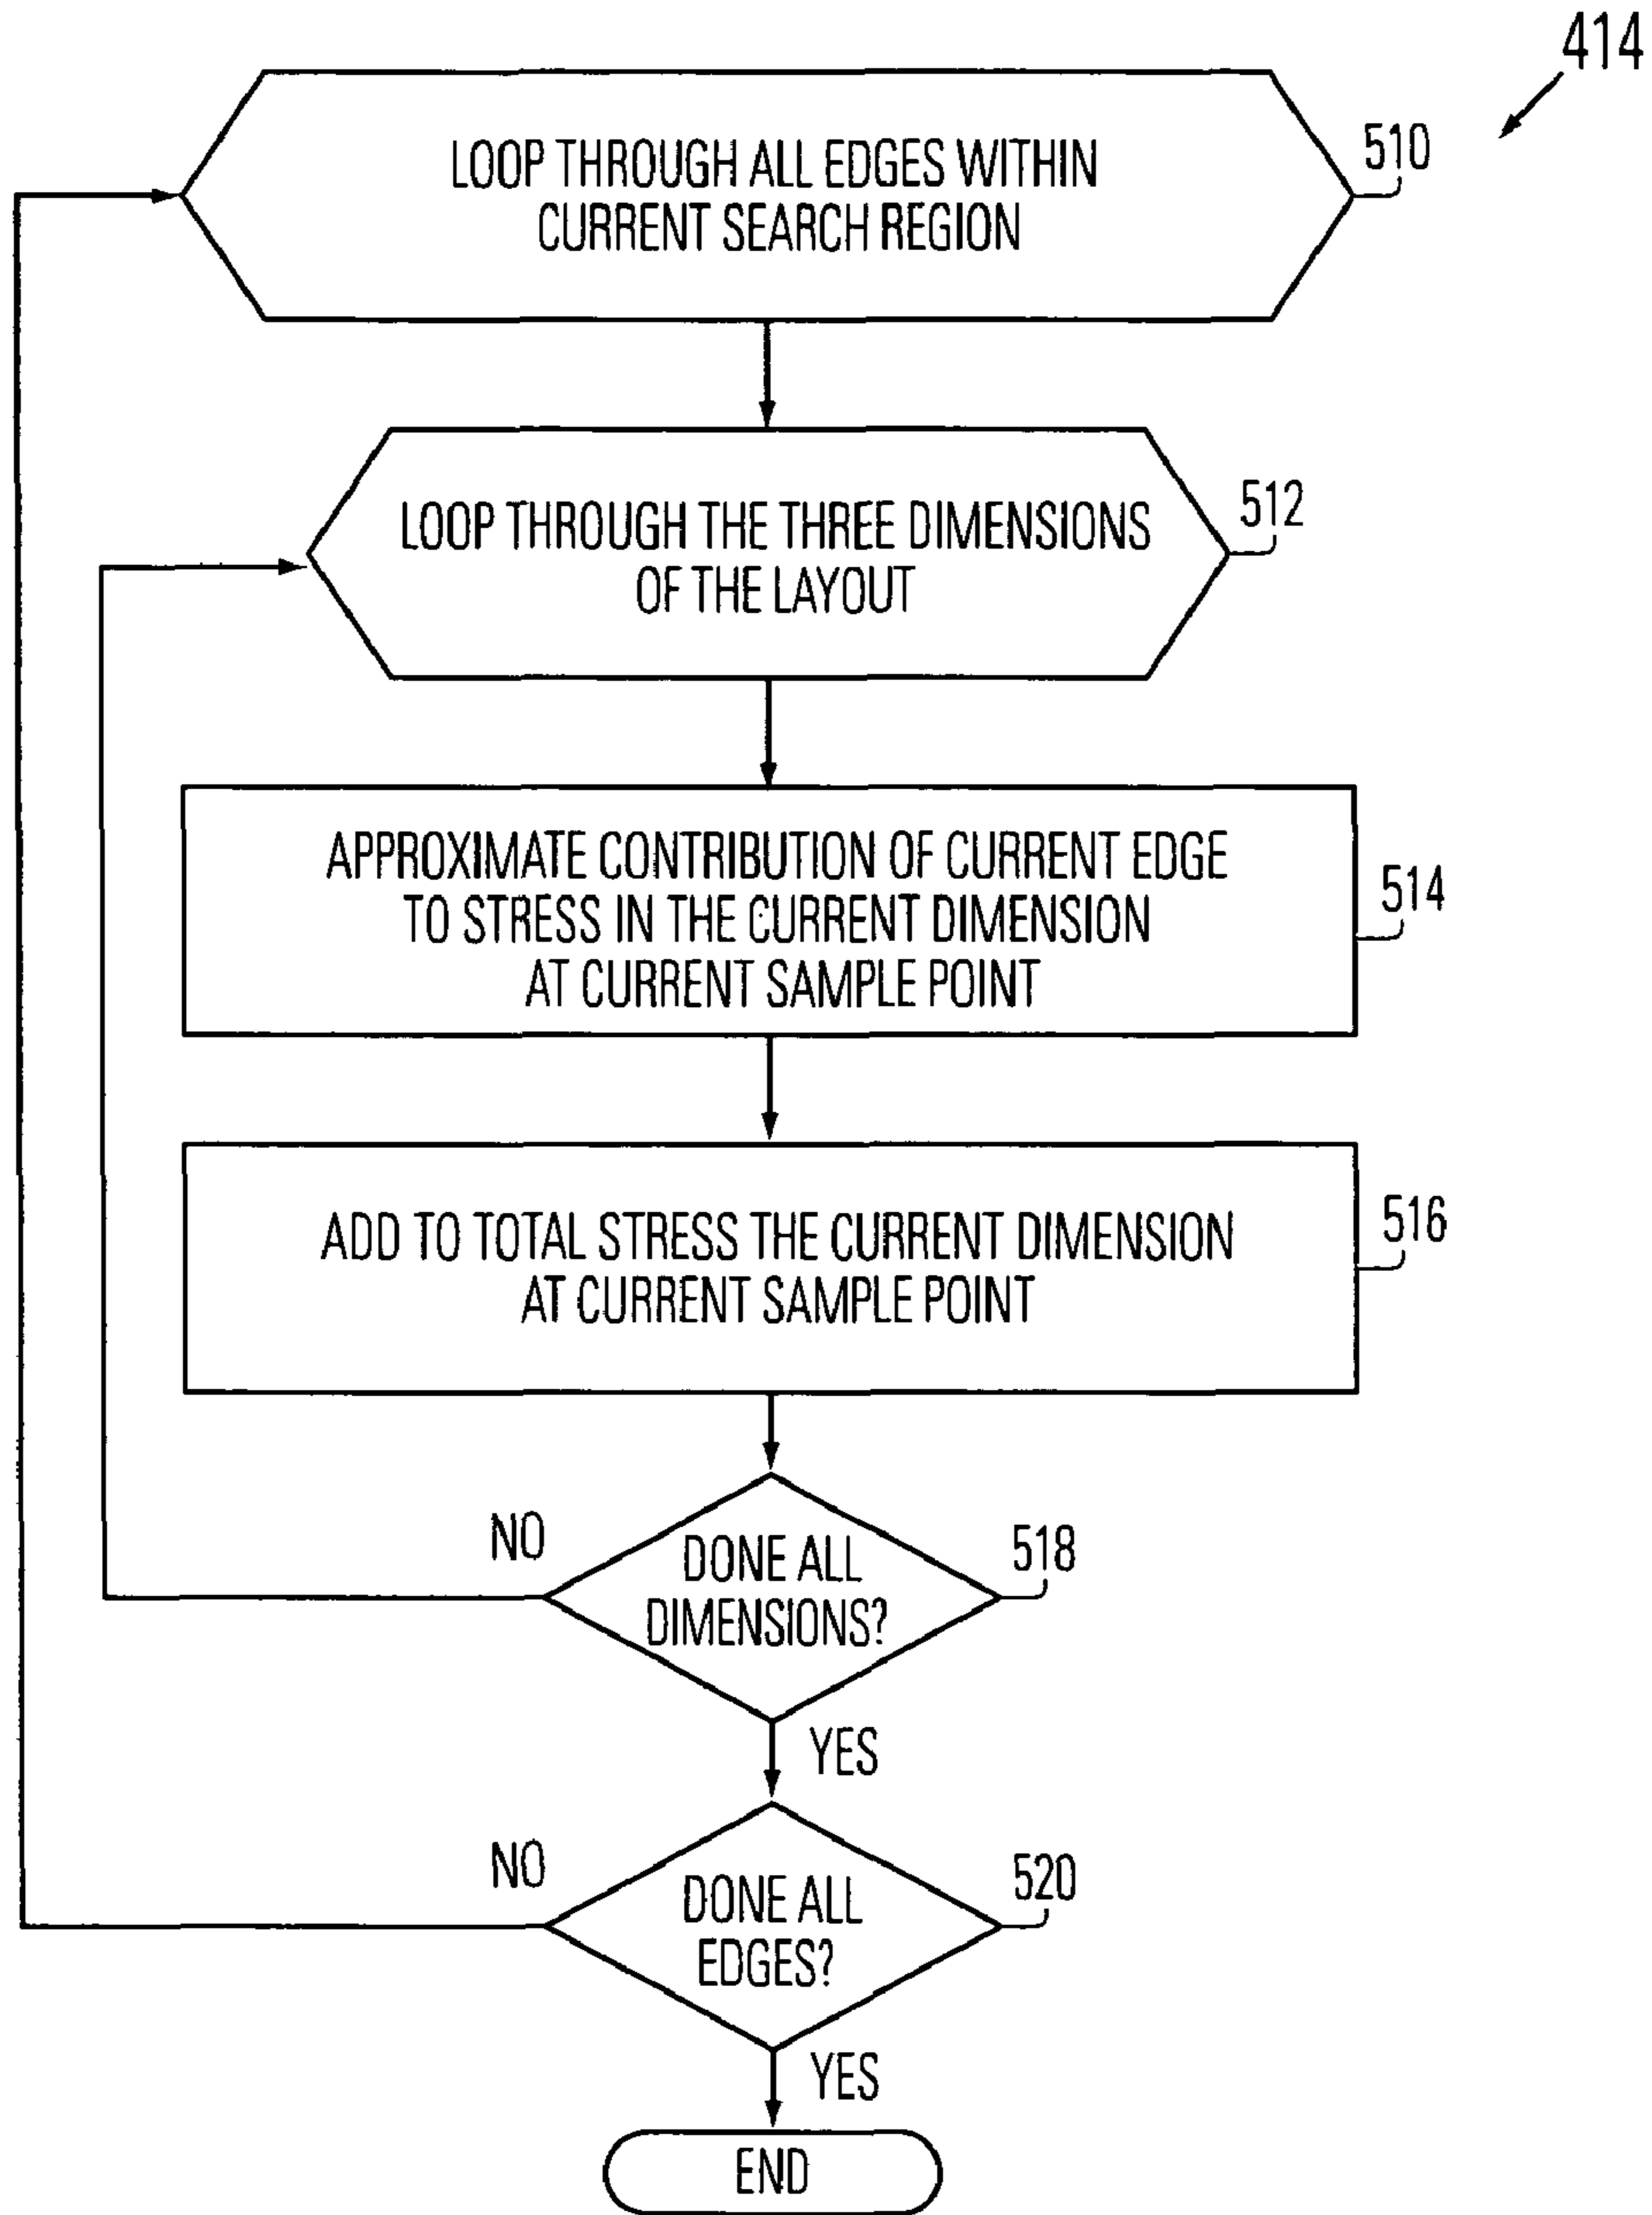 414
LOOP THROUGH ALL EDGES WITHIN
CURRENT SEARCH REGION
510
LOOP THROUGH THE THREE DIMENSIONS
OF THE LAYOUT
512
APPROXIMATE CONTRIBUTION OF CURRENT EDGE
TO STRESS IN THE CURRENT DIMENSION
AT CURRENT SAMPLE POINT
514
ADD TO TOTAL STRESS THE CURRENT DIMENSION
AT CURRENT SAMPLE POINT
516
NO
DONE ALL
DIMENSIONS?
518
YES
NO
DONE ALL
EDGES?
520
YES
END